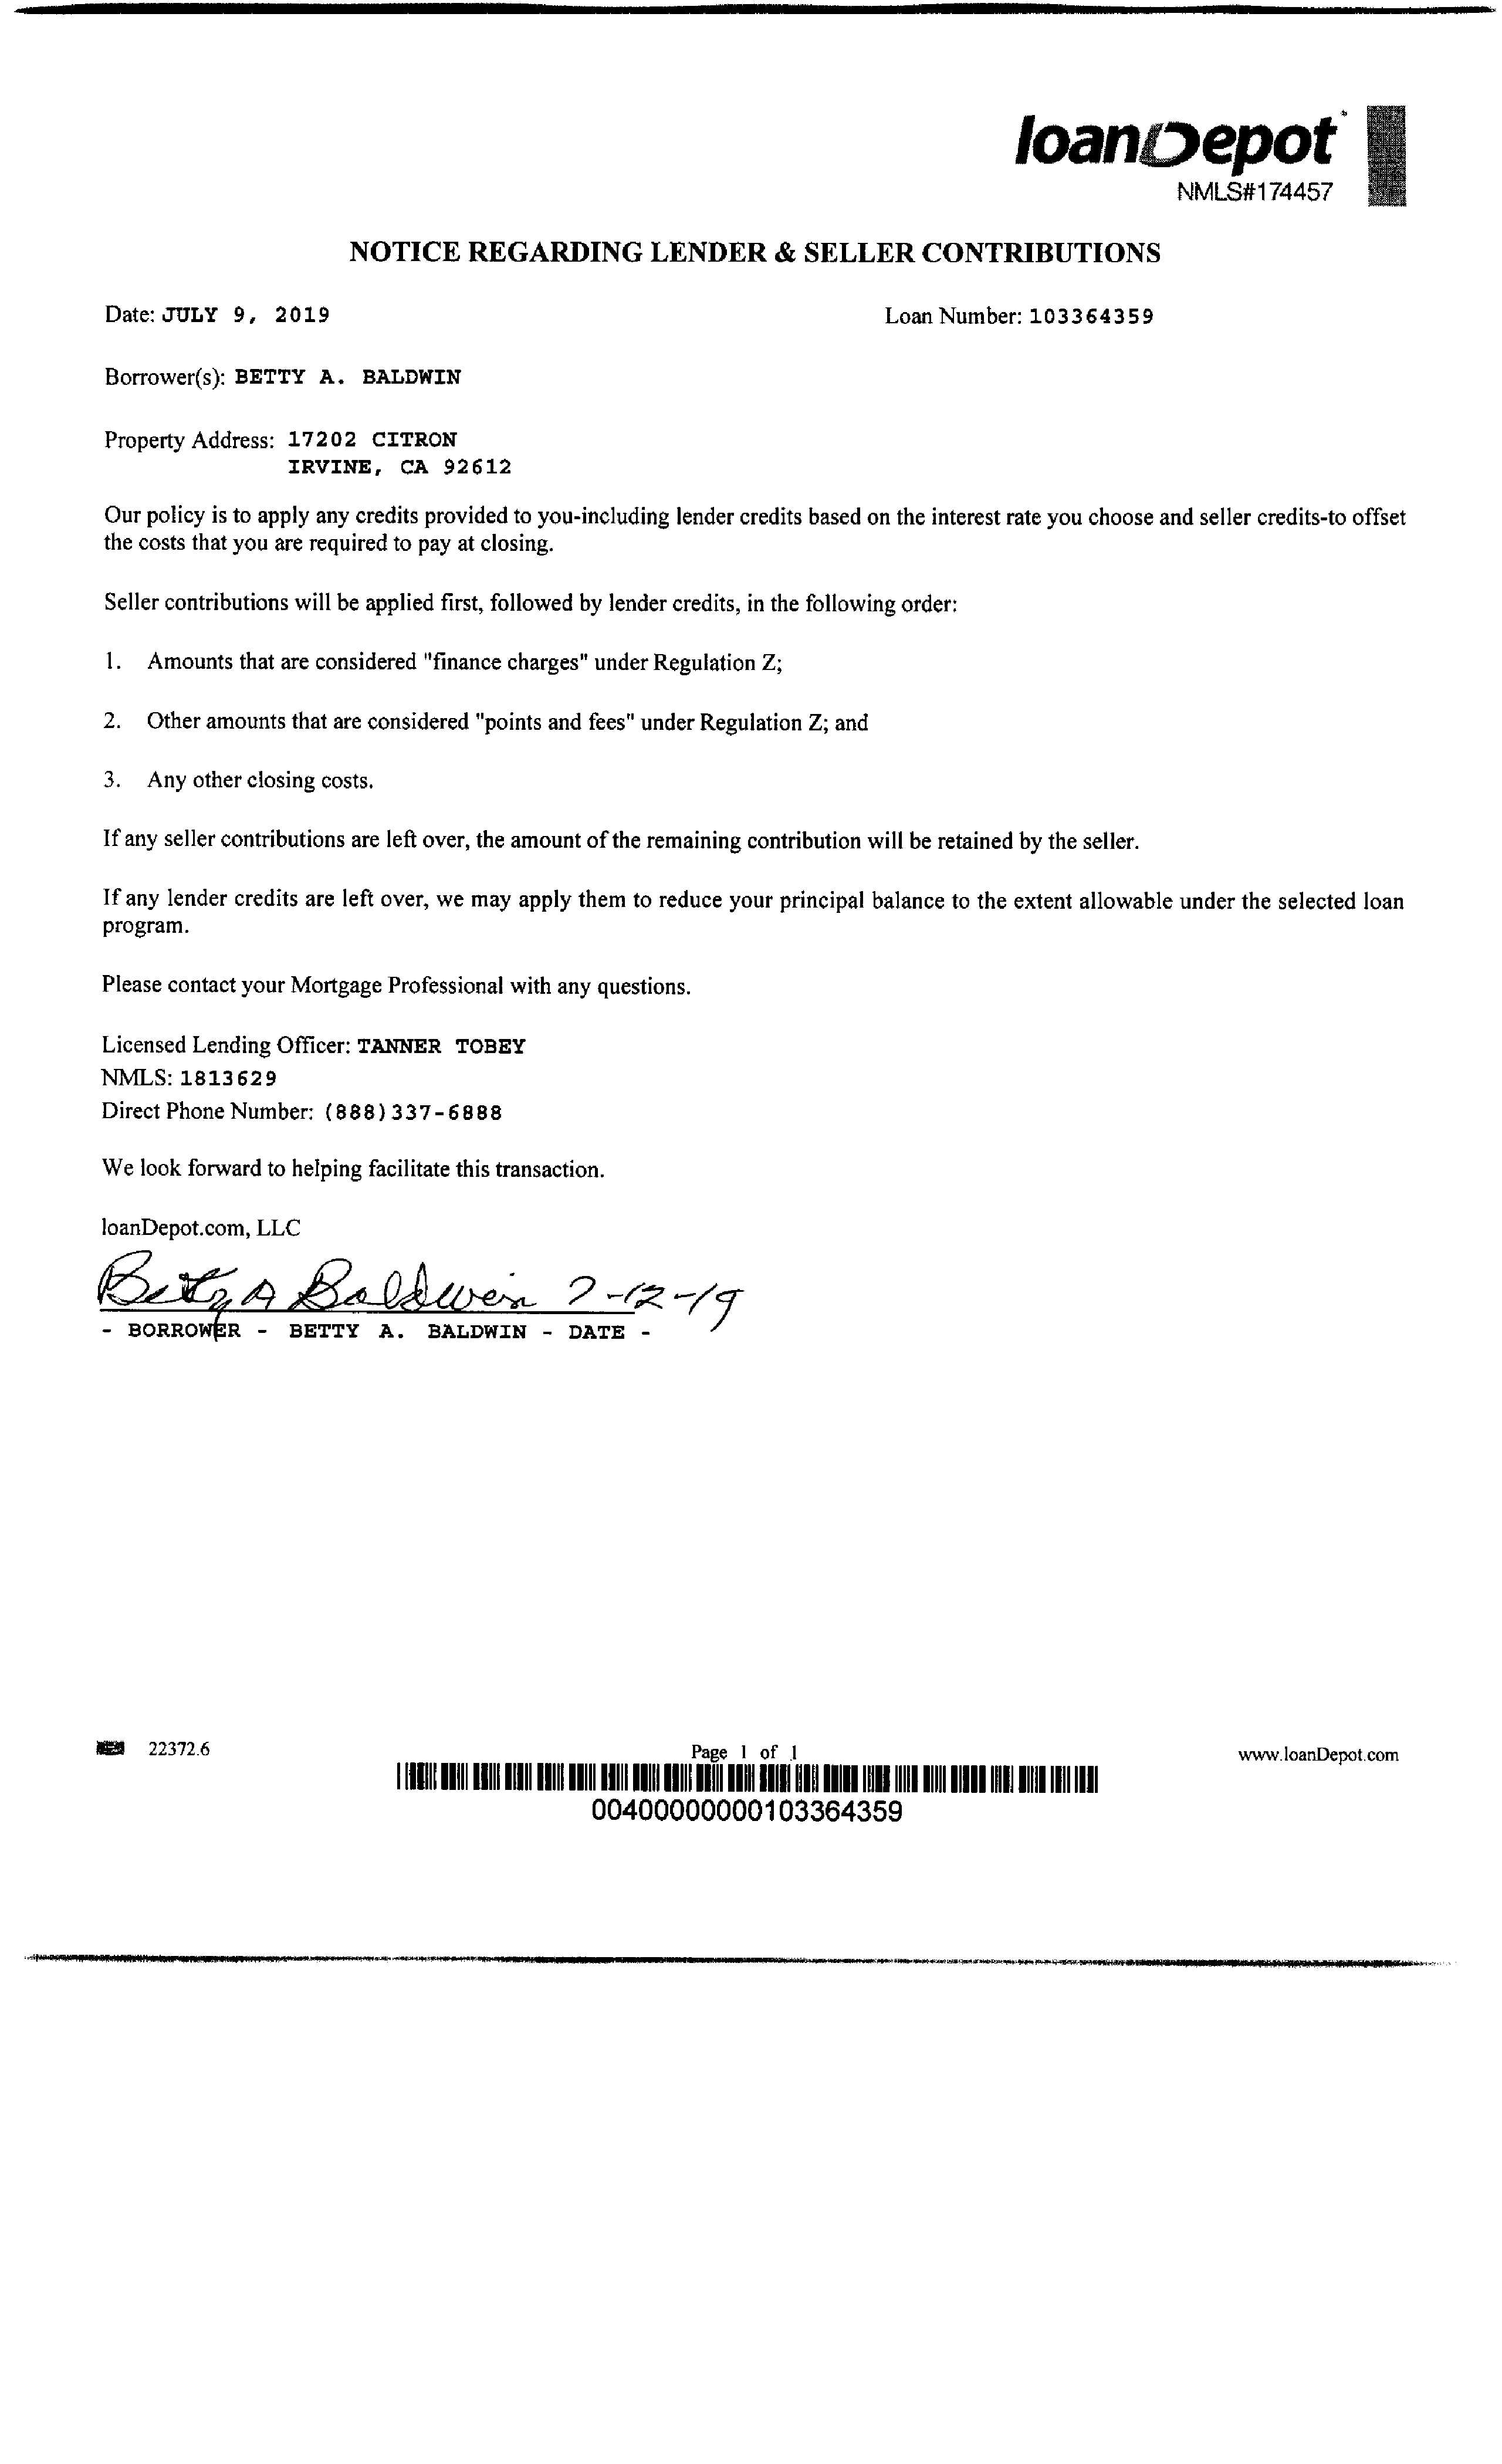 loanDepot
NMLS#174457
NOTICE REGARDING LENDER & SELLER CONTRIBUTIONS
Date: JULY 9, 2019 Loan Number: 103364359
Borrower(s): BETTY A. BALDWIN
Property Address: 17202 CITRON
IRVINE, CA 92612
Our policy is to apply any credits provided to you-including lender credits based on the interest rate you choose and seller credits-to offset
the costs that you are required to pay at closing.
Seller contributions will be applied first, followed by lender credits, in the following order:
1. Amounts that are considered "finance charges" under Regulation Z;
2. Other amounts that are considered "points and fees" under Regulation Z; and
3. Any other closing costs.
If any seller contributions are left over, the amount of the remaining contribution will be retained by the seller.
If any lender credits are left over, we may apply them to reduce your principal balance to the extent allowable under the selected loan
program.
Please contact your Mortgage Professional with any questions.
Licensed Lending Officer: TANNER TOBEY
NMLS: 1813629
Direct Phone Number: (888)337-6888
We look forward to helping facilitate this transaction.
loanDepot.com, LLC
Betty A Baldwin 7-12-19
- BORROWER - BETTY A. BALDWIN - DATE -
22372.6 Page 1 of 1 www.loanDepot.com
00400000000103364359